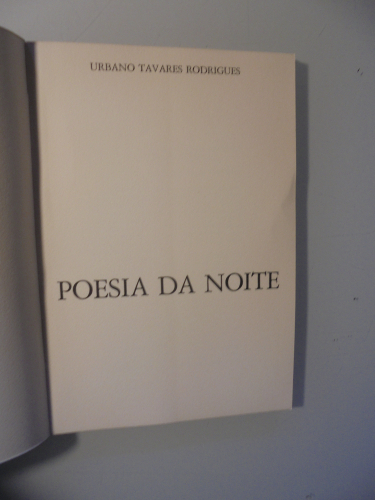 URBANO TAVARES RODRIGUES
POESIA DA NOITE